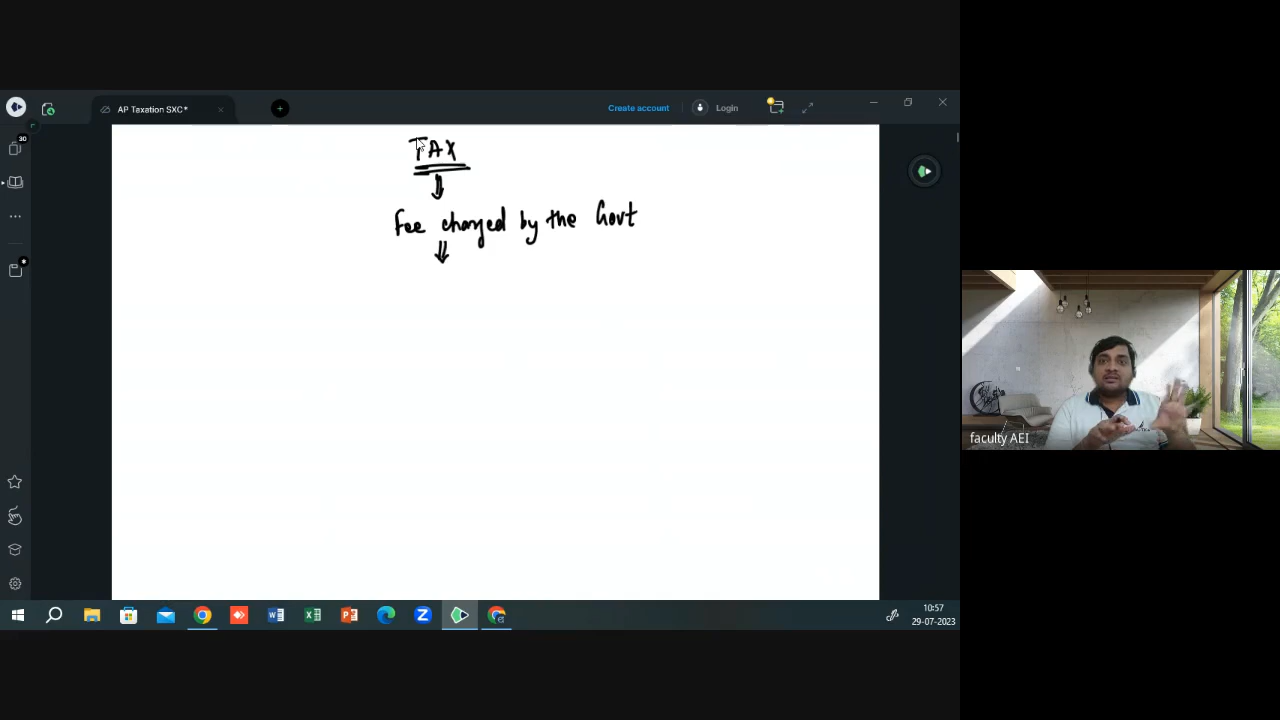 AP Taxation SXC*
Create account
Login
30
TAX
Fee charged by the Govt
faculty AEI
10:57
29-07-2023